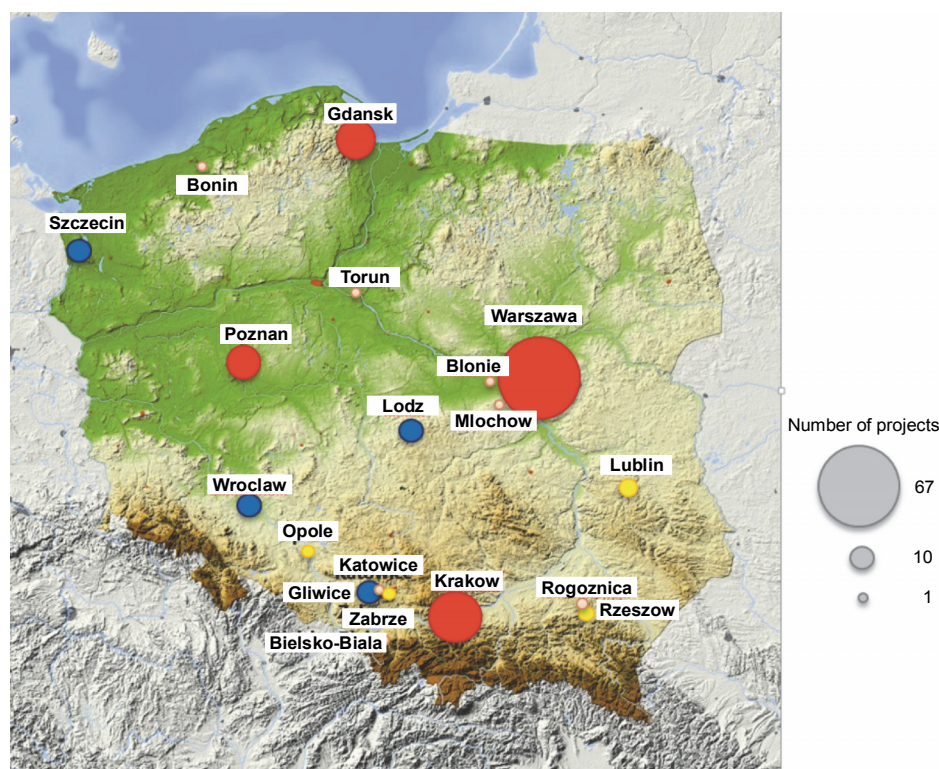 Gdansk
Bonin
Szczecin
Torun
Warszawa
Poznan
Blonie
Mlochow
Lodz
Number of projects
67
Lublin
Wroclaw
Opole
10
Katowice
Krakow
Gliwice
Rogoznica
1
Rzeszow
Zabrze
Bielsko-Biala